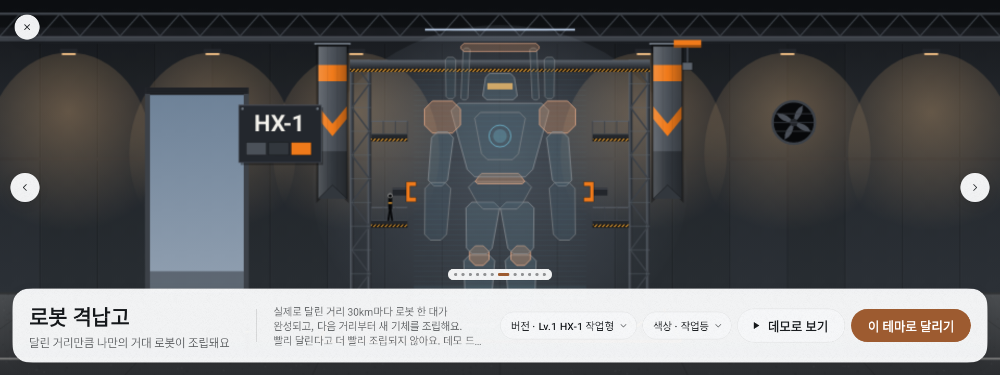 HX-1
로봇 격납고
달린 거리만큼 나만의 거대 로봇이 조립돼요
실제로 달린 거리 30km마다 로봇 한 대가
완성되고, 다음 거리부터 새 기체를 조립해요.
빨리 달린다고 더 빨리 조립되지 않아요. 데모 드...
버전 · Lv.1 HX-1 작업형
색상 · 작업등
데모로 보기
이 테마로 달리기